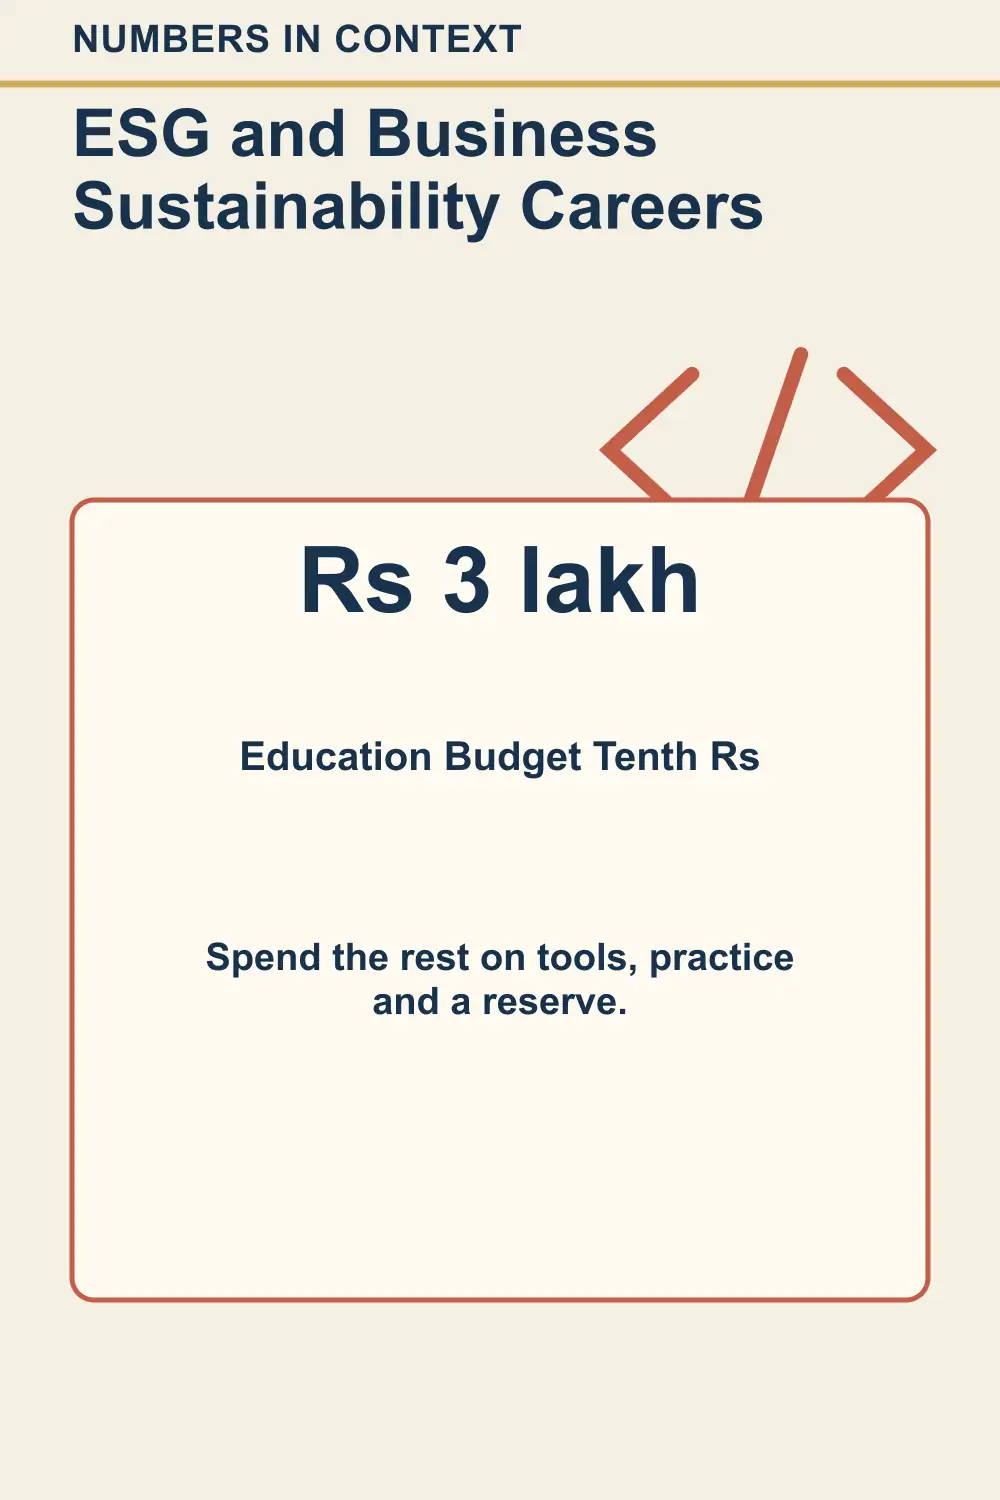 NUMBERS IN CONTEXT
ESG and Business
Sustainability Careers
Rs 3 lakh
Education Budget Tenth Rs
Spend the rest on tools, practice
and a reserve.